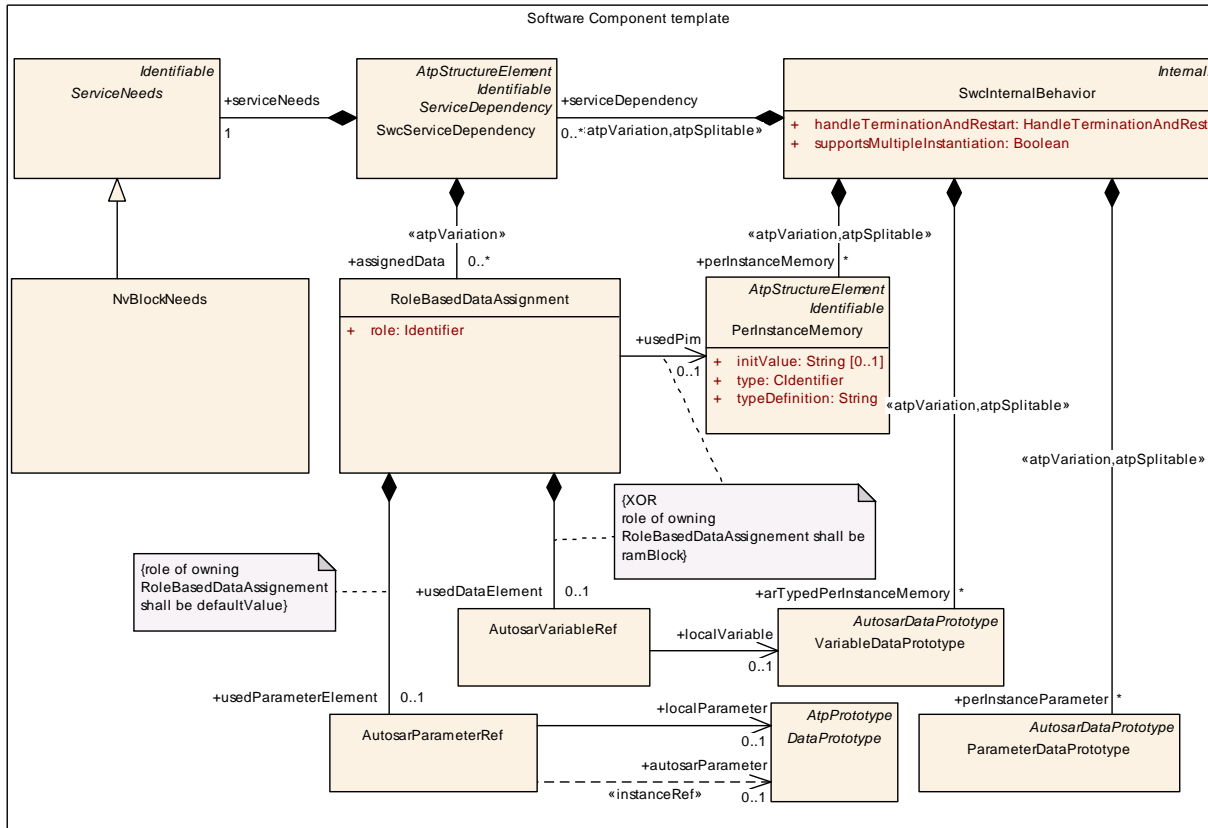 Software Component template
Identifiable
ServiceNeeds
+serviceNeeds
1
AtpStructureElement
Identifiable
ServiceDependency
SwcServiceDependency
+serviceDependency
0..*
«atpVariation,atpSplitable»
Internal
SwcInternalBehavior
+ handleTerminationAndRestart: HandleTerminationAndRest
+ supportsMultipleInstantiation: Boolean
«atpVariation»
+assignedData 0..*
«atpVariation,atpSplitable»
+perInstanceMemory *
NvBlockNeeds
RoleBasedDataAssignment
+ role: Identifier
+usedPim
0..1
AtpStructureElement
Identifiable
PerInstanceMemory
+ initValue: String [0..1]
+ type: CIdentifier
+ typeDefinition: String
«atpVariation,atpSplitable»
«atpVariation,atpSplitable»
{XOR
role of owning
RoleBasedDataAssignement shall be
ramBlock}
{role of owning
RoleBasedDataAssignement
shall be defaultValue}
+usedDataElement 0..1
+arTypedPerInstanceMemory *
AutosarVariableRef
+localVariable
0..1
AutosarDataPrototype
VariableDataPrototype
+usedParameterElement 0..1
+perInstanceParameter *
AutosarParameterRef
+localParameter
0..1
+autosarParameter
«instanceRef»
0..1
AtpPrototype
DataPrototype
AutosarDataPrototype
ParameterDataPrototype